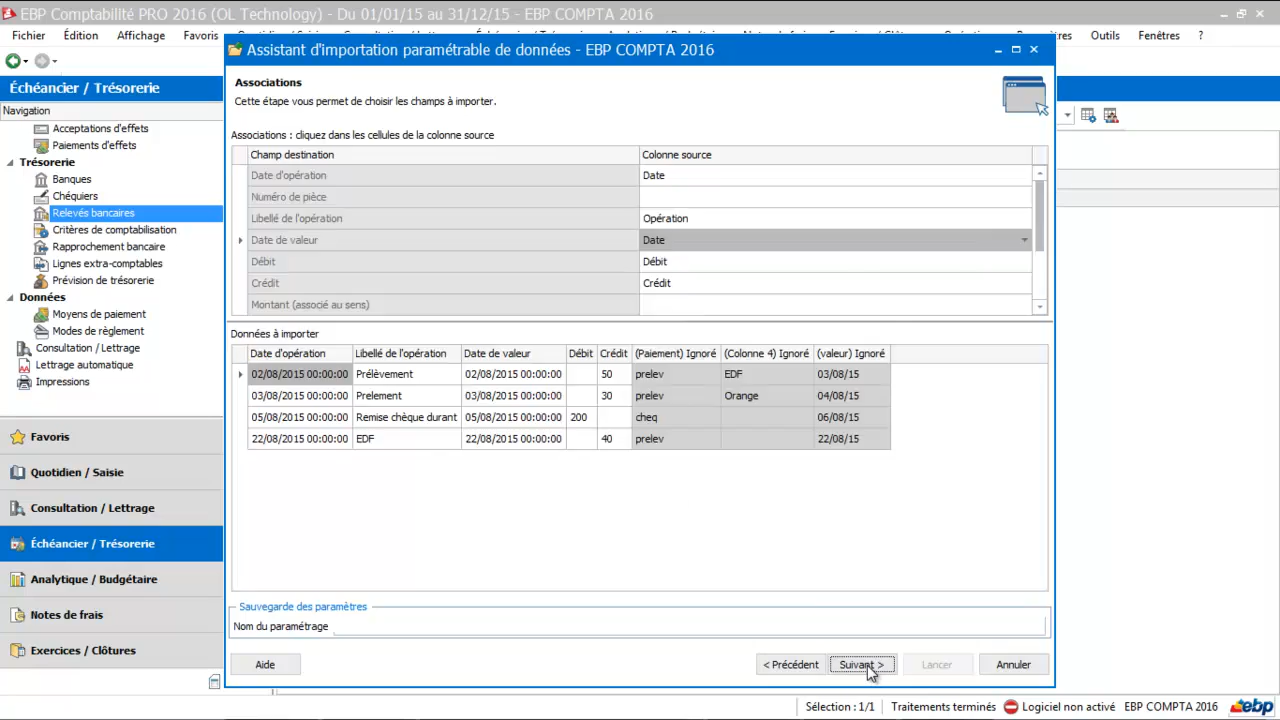 EBP Comptabilité PRO 2016 (OL Technology) - Du 01/01/15 au 31/12/15 - EBP COMPTA 2016
Fichier Édition Affichage Favoris Outils Fenêtres ?
Assistant d'importation paramétrable de données - EBP COMPTA 2016
Échéancier / Trésorerie
Navigation
Acceptations d'effets
Paiements d'effets
Trésorerie
Banques
Chéquiers
Relevés bancaires
Critères de comptabilisation
Rapprochement bancaire
Lignes extra-comptables
Prévision de trésorerie
Données
Moyens de paiement
Modes de règlement
Consultation / Lettrage
Lettrage automatique
Impressions
Favoris
Quotidien / Saisie
Consultation / Lettrage
Échéancier / Trésorerie
Analytique / Budgétaire
Notes de frais
Exercices / Clôtures
Associations
Cette étape vous permet de choisir les champs à importer.
Associations : cliquez dans les cellules de la colonne source
Champ destination Colonne source
Date d'opération Date
Numéro de pièce
Libellé de l'opération Opération
Date de valeur Date
Débit Débit
Crédit Crédit
Montant (associé au sens)
Données à importer
Date d'opération Libellé de l'opération Date de valeur Débit Crédit (Paiement) Ignoré (Colonne 4) Ignoré (valeur) Ignoré
02/08/2015 00:00:00 Prélèvement 02/08/2015 00:00:00 50 prelev EDF 03/08/15
03/08/2015 00:00:00 Prelement 03/08/2015 00:00:00 30 prelev Orange 04/08/15
05/08/2015 00:00:00 Remise chèque durant 05/08/2015 00:00:00 200 cheq 06/08/15
22/08/2015 00:00:00 EDF 22/08/2015 00:00:00 40 prelev 22/08/15
Sauvegarde des paramètres
Nom du paramétrage
Aide < Précédent Suivant > Lancer Annuler
Sélection : 1/1 Traitements terminés Logiciel non activé EBP COMPTA 2016 ebp